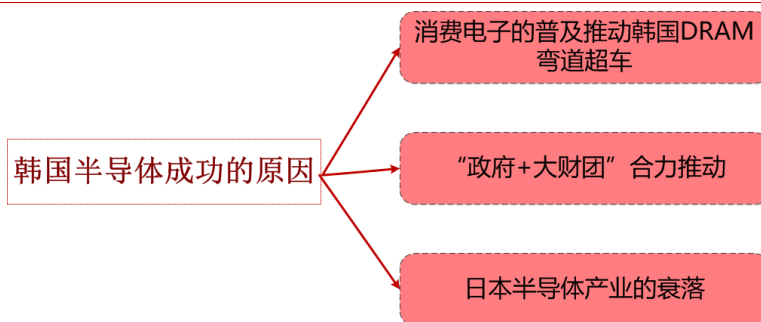 消费电子的普及推动韩国DRAM
弯道超车
韩国半导体成功的原因
“政府+大财团”合力推动
日本半导体产业的衰落